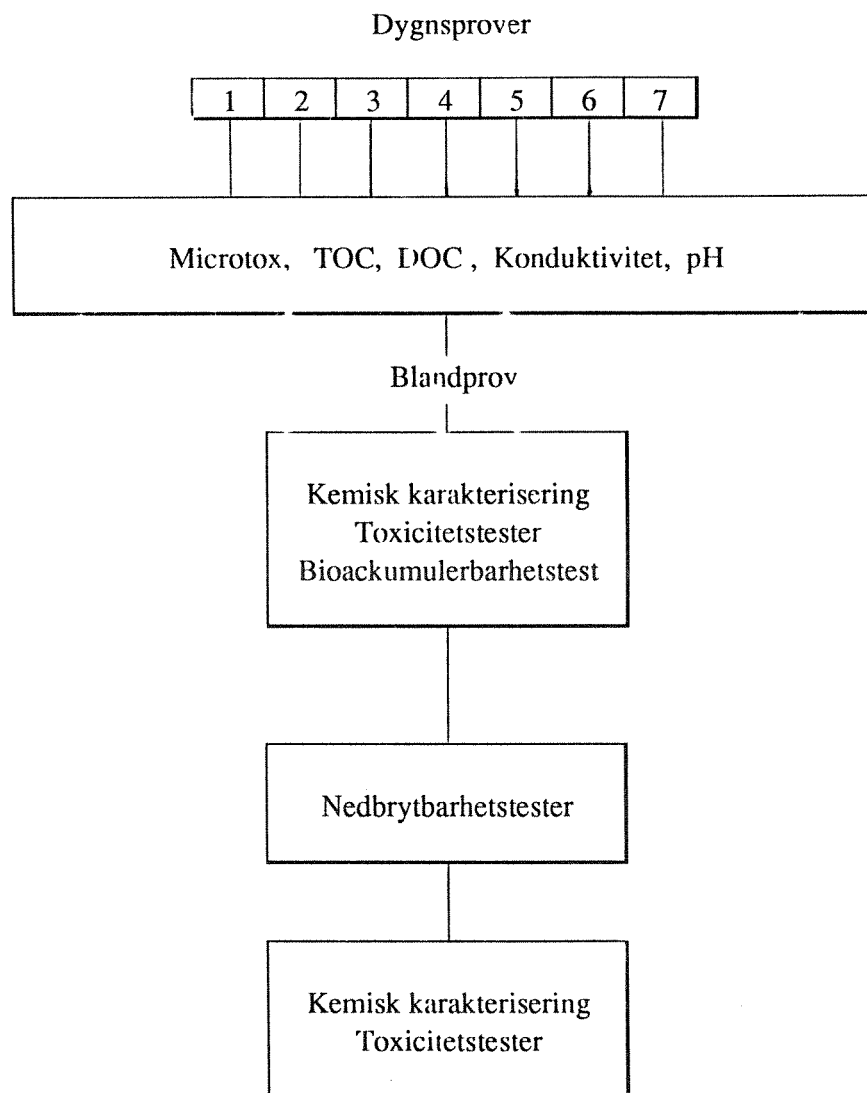 Dygnsprover
1 2 3 4 5 6 7
Microtox, TOC, DOC, Konduktivitet, pH
Blandprov
Kemisk karakterisering
Toxicitetstester
Bioackumulerbarhetstest
Nedbrytbarhetstester
Kemisk karakterisering
Toxicitetstester